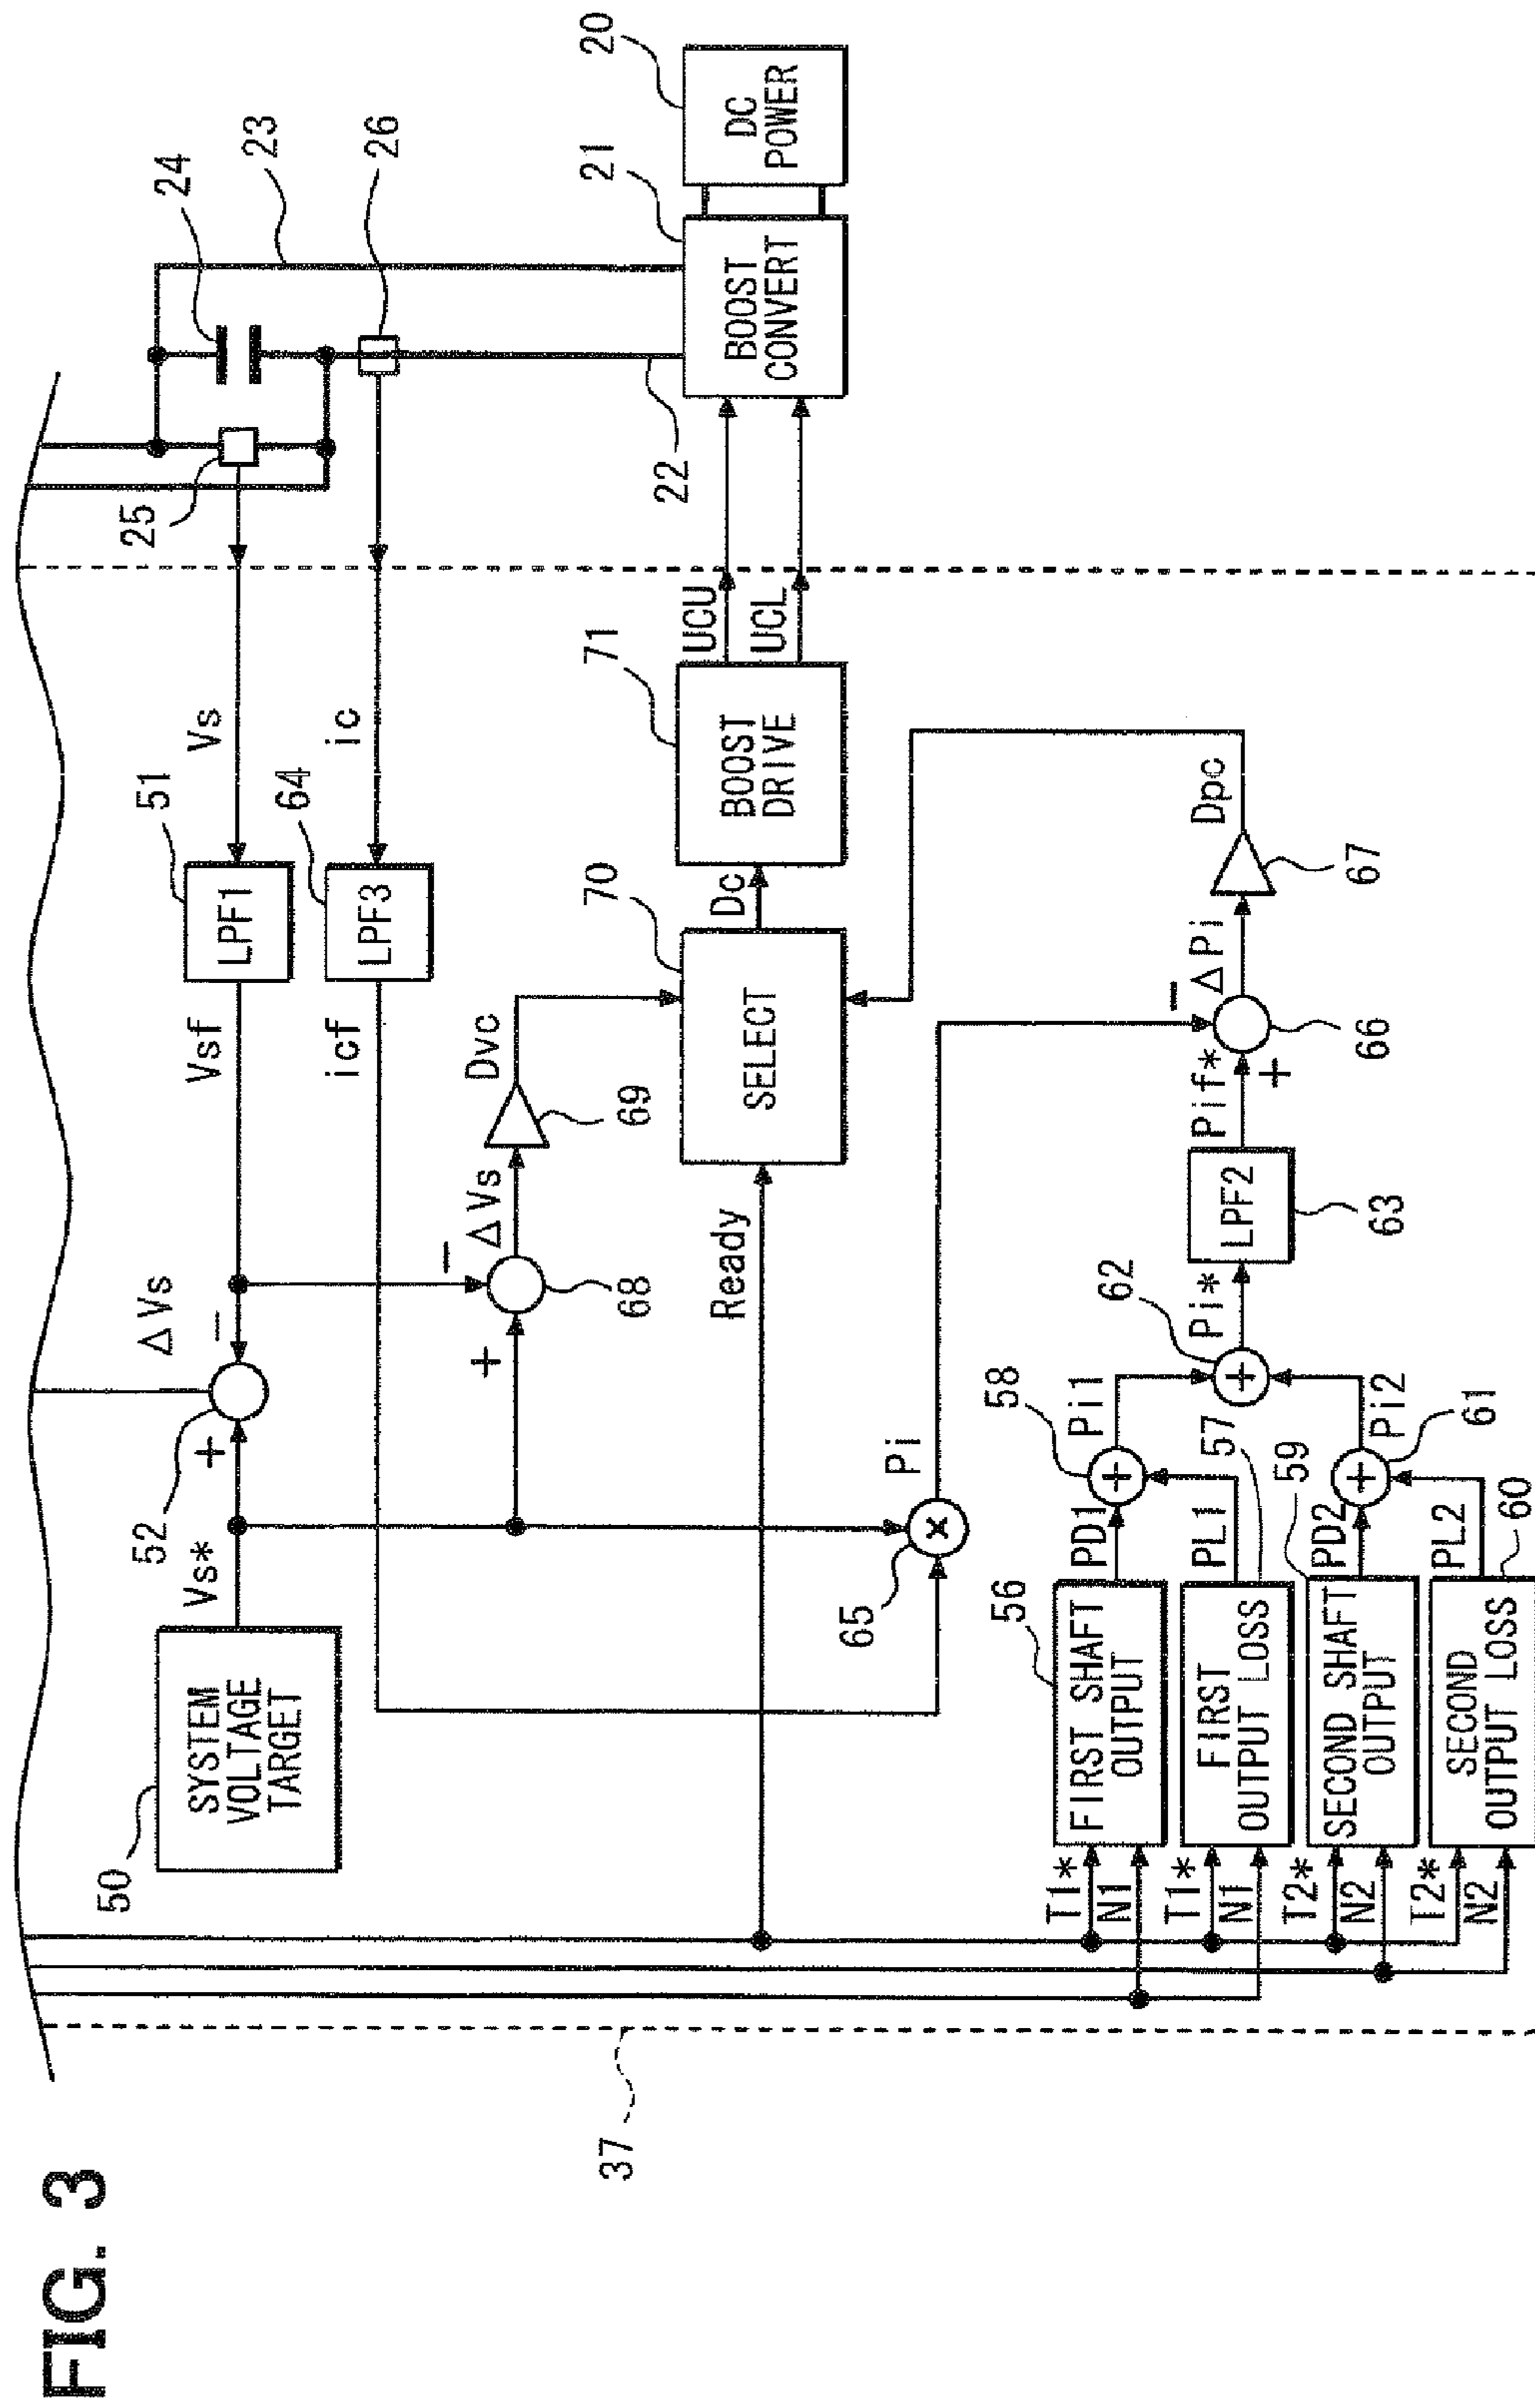 FIG. 3
37
50
SYSTEM
VOLTAGE
TARGET
Vs*
52
+
−
ΔVs
Vsf
51
LPF1
Vs
25
24
23
26
icf
64
LPF3
ic
22
+
−
68
ΔVs
69
Dvc
Ready
70
SELECT
Dc
71
BOOST
DRIVE
UCU
UCL
21
BOOST
CONVERT
20
DC
POWER
65
×
Pi
T1*
N1
56
FIRST SHAFT
OUTPUT
PD1
58
+
Pi1
T1*
N1
FIRST
OUTPUT LOSS
PL1
57
T2*
N2
SECOND SHAFT
OUTPUT
59
PD2
+
61
Pi2
T2*
N2
SECOND
OUTPUT LOSS
PL2
60
62
+
Pi*
LPF2
63
Pif*
+
−
66
ΔPi
67
Dpc